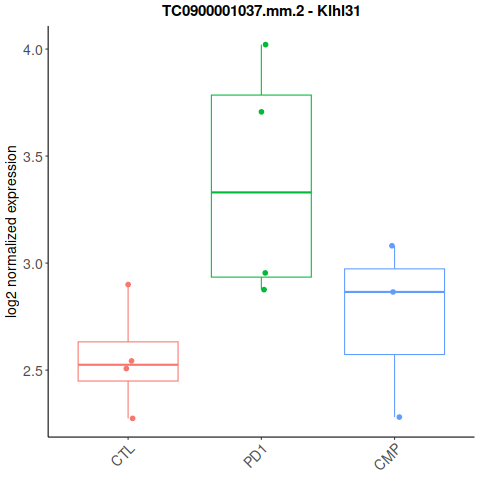 TC0900001037.mm.2 - Klhl31
log2 normalized expression
4.0
3.5
3.0
2.5
CTL
PD1
CMP